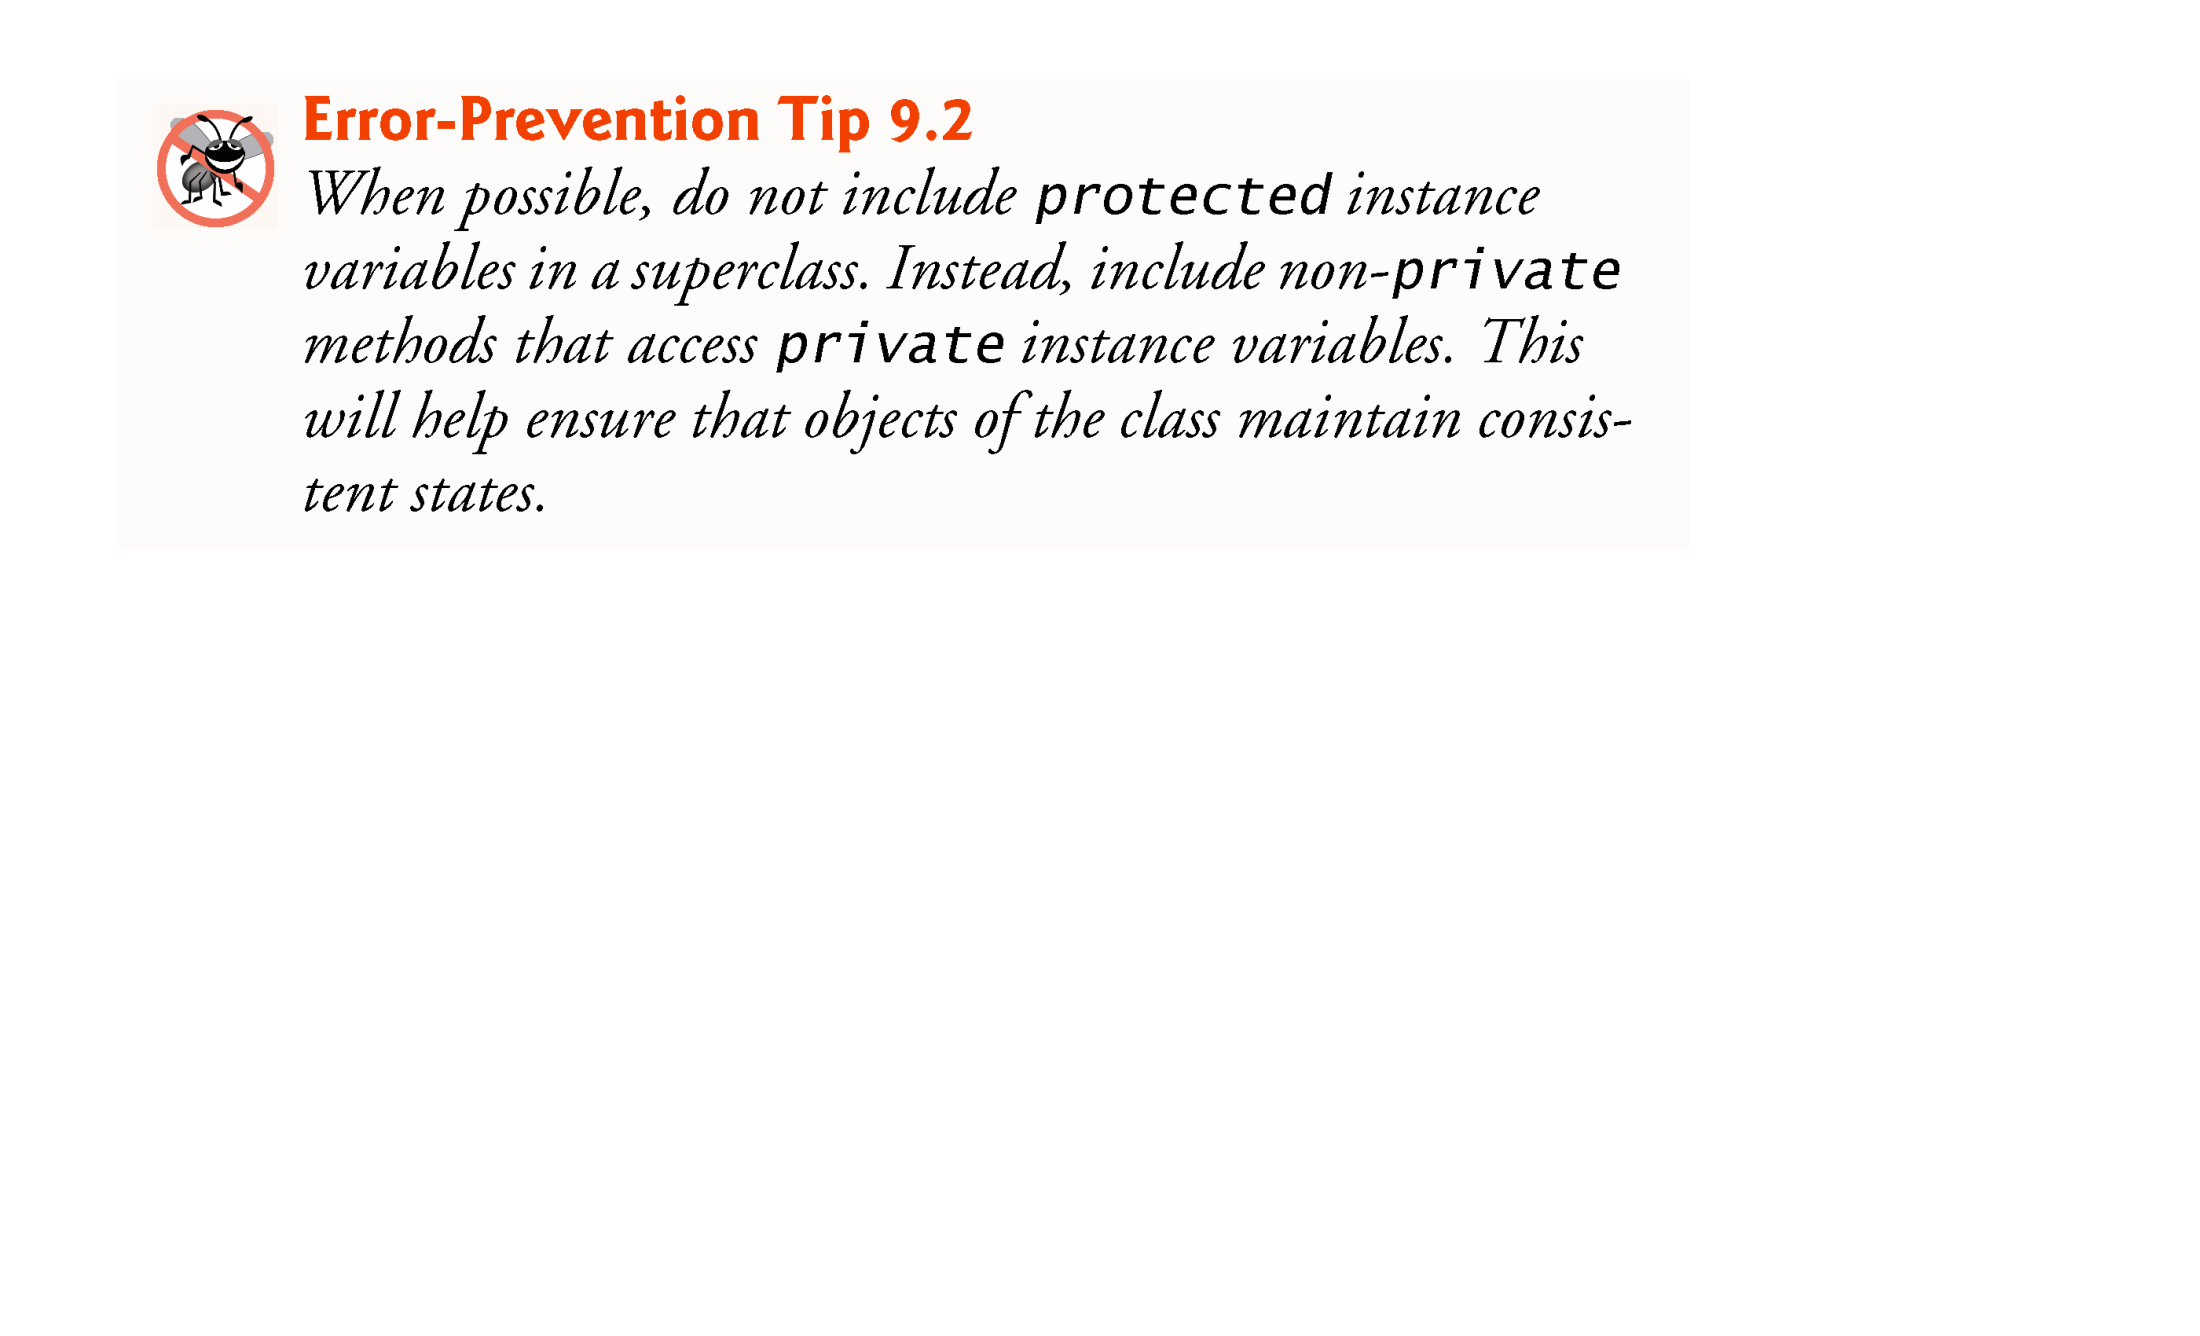 Error-Prevention Tip 9.2
When possible, do not include protected instance
variables in a superclass. Instead, include non-private
methods that access private instance variables. This
will help ensure that objects of the class maintain consis-
tent states.